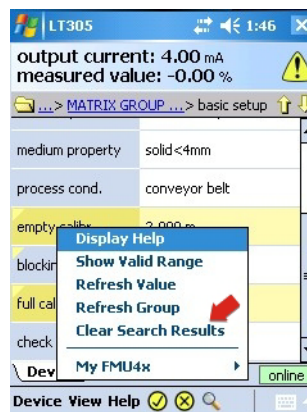 LT305 1:46
output current: 4.00 mA
measured value: -0.00 %
...> MATRIX GROUP ...> basic setup
medium property solid<4mm
process cond. conveyor belt
empty calibr.
Display Help
Show Valid Range
Refresh Value
Refresh Group
Clear Search Results
My FMU4x
full cal
check
Dev
online
Device View Help